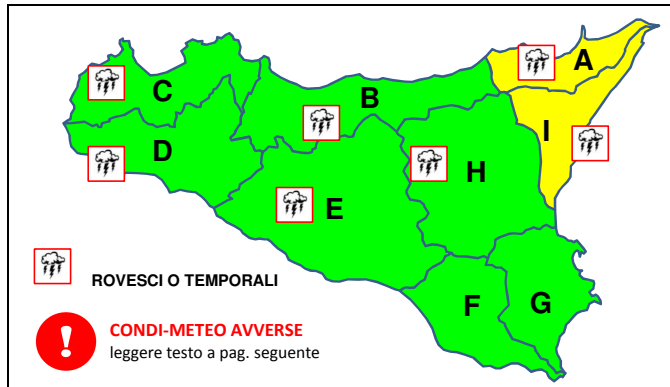 A
C
B
I
D
H
E
F
G
ROVESCI O TEMPORALI
!
CONDI-METEO AVVERSE
leggere testo a pag. seguente